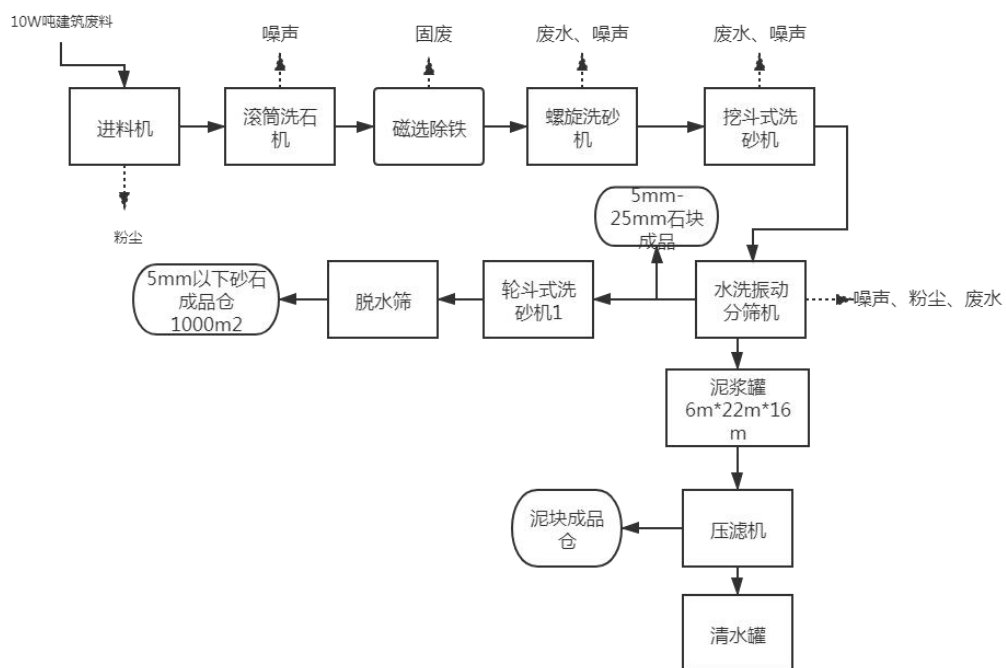 10W吨建筑废料
噪声
固废
废水、噪声
废水、噪声
进料机
滚筒洗石
机
磁选除铁
螺旋洗砂
机
挖斗式洗
砂机
粉尘
5mm-
25mm石块
成品
5mm以下砂石
成品仓
1000m2
脱水筛
轮斗式洗
砂机1
水洗振动
分筛机
噪声、粉尘、废水
泥浆罐
6m*22m*16
m
泥块成品
仓
压滤机
清水罐